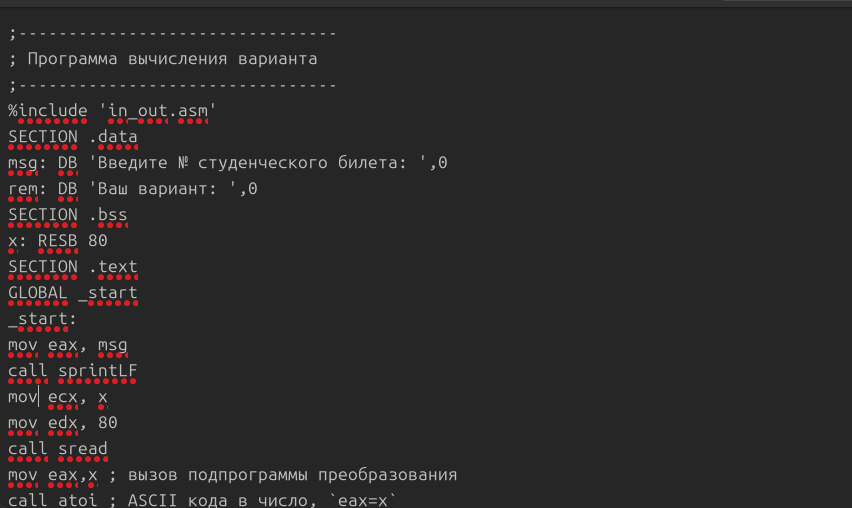 ;--------------------------------
; Программа вычисления варианта
;--------------------------------
%include 'in_out.asm'
SECTION .data
msg: DB 'Введите № студенческого билета: ',0
rem: DB 'Ваш вариант: ',0
SECTION .bss
x: RESB 80
SECTION .text
GLOBAL _start
_start:
mov eax, msg
call sprintLF
mov ecx, x
mov edx, 80
call sread
mov eax,x ; вызов подпрограммы преобразования
call atoi ; ASCII кода в число, `eax=x`